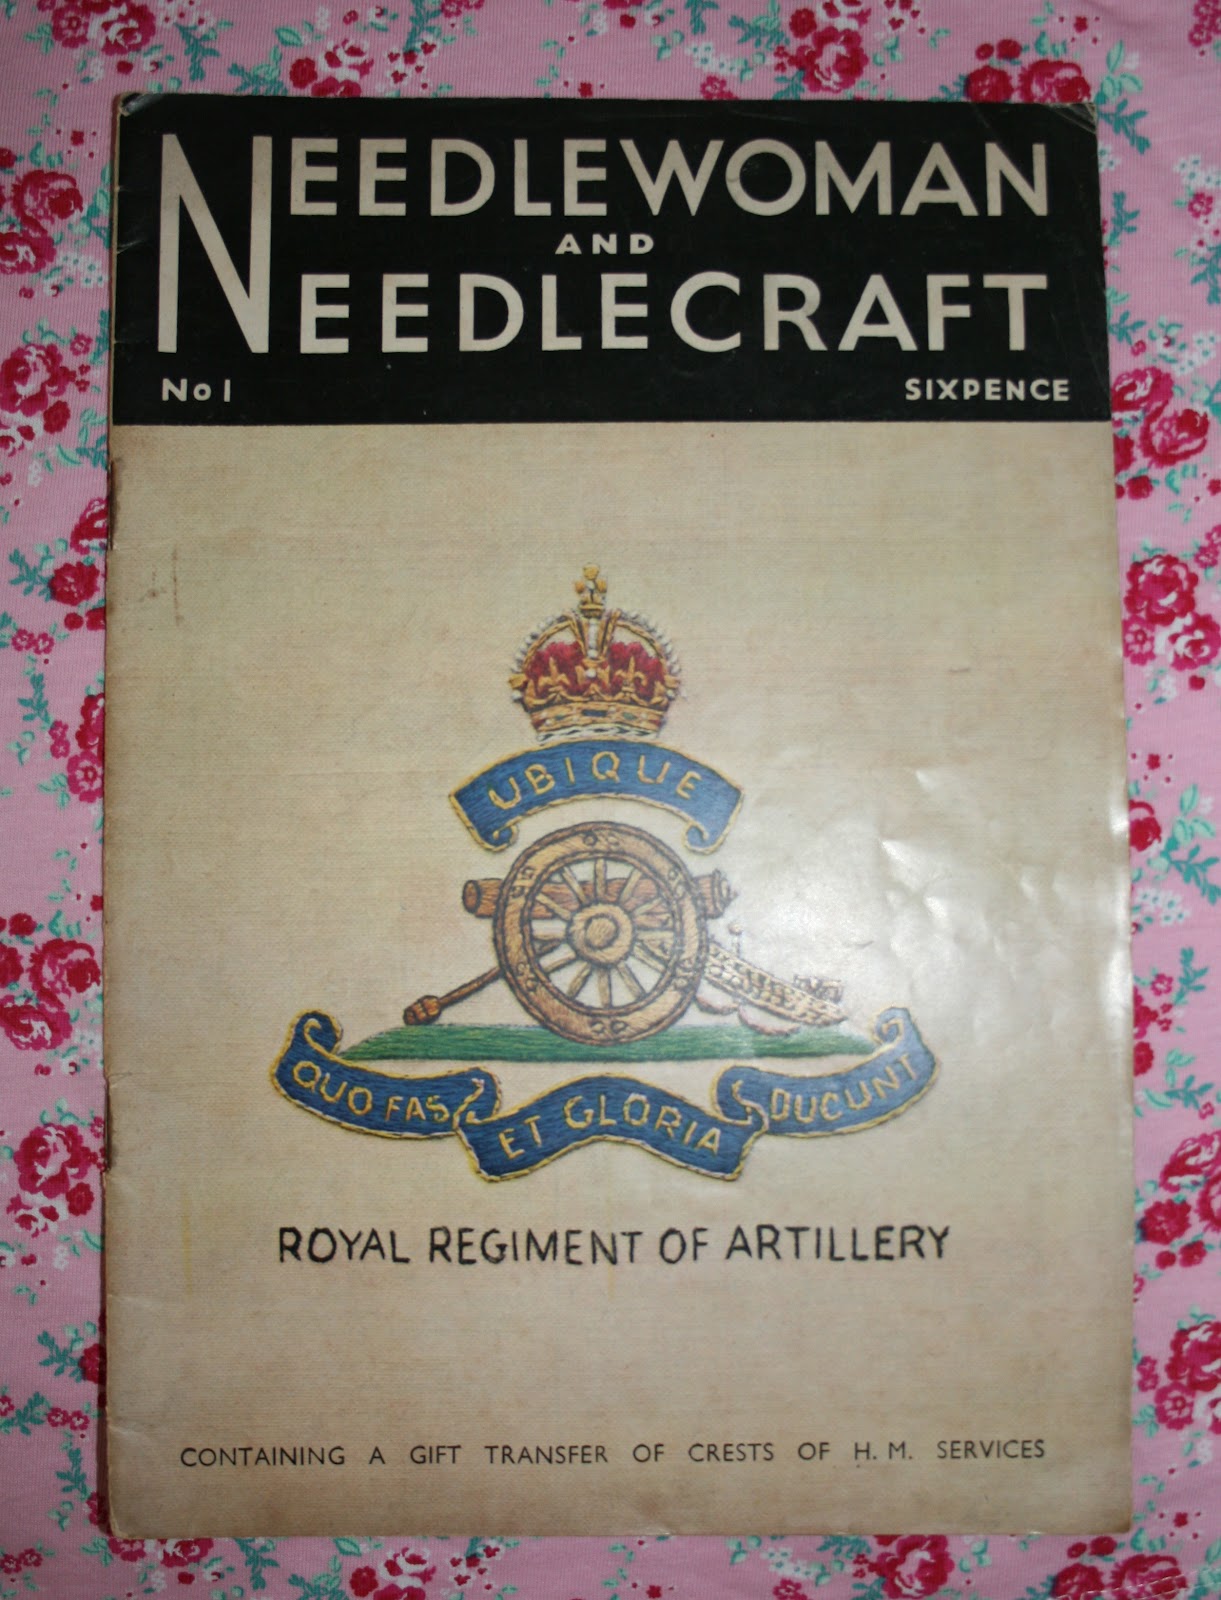 NEEDLEWOMAN
AND
NEEDLECRAFT
No 1 SIXPENCE
UBIQUE
QUO FAS ET GLORIA DUCUNT
ROYAL REGIMENT OF ARTILLERY
CONTAINING A GIFT TRANSFER OF CRESTS OF H. M. SERVICES